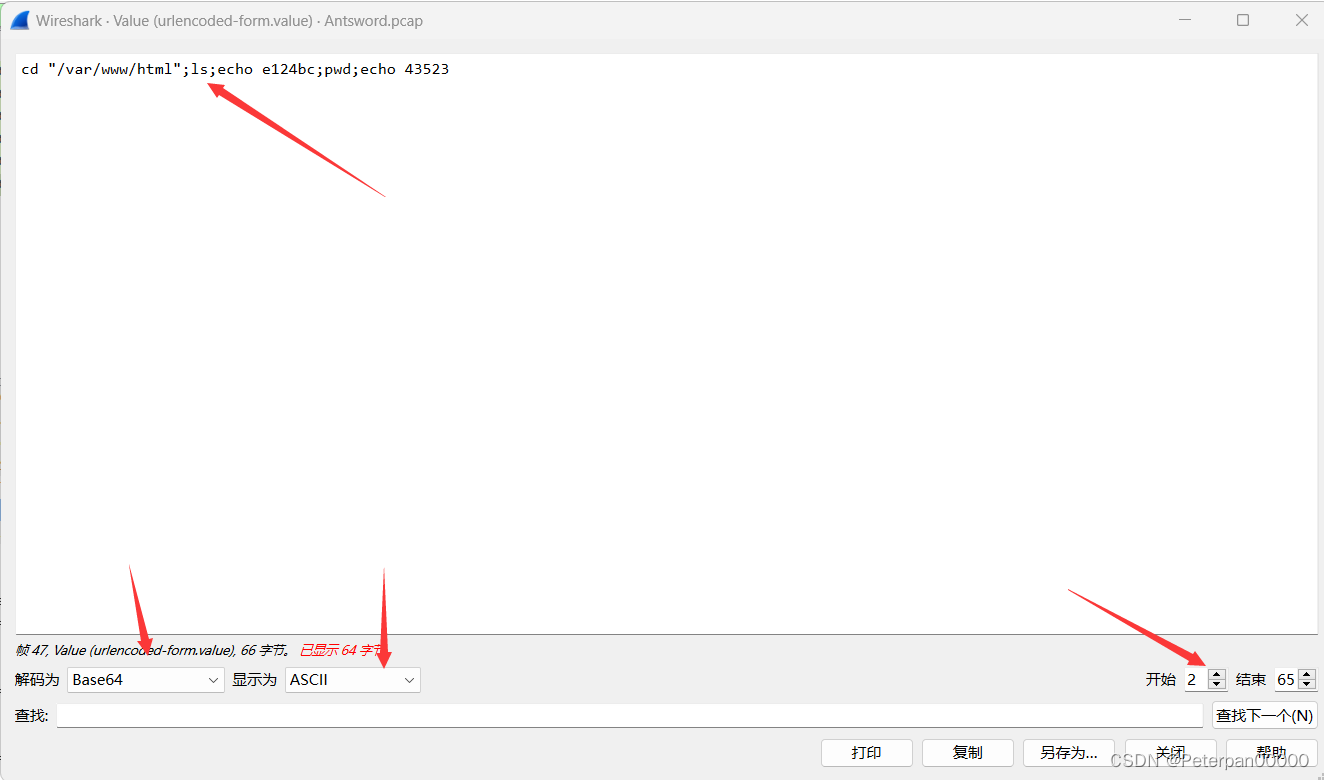 Wireshark · Value (urlencoded-form.value) · Antsword.pcap
cd "/var/www/html";ls;echo e124bc;pwd;echo 43523
帧 47, Value (urlencoded-form.value), 66 字节。 已显示 64 字节。
解码为 Base64 显示为 ASCII 开始 2 结束 65
查找: 查找下一个(N)
打印 复制 另存为... 关闭 帮助
CSDN @Peterpan00000